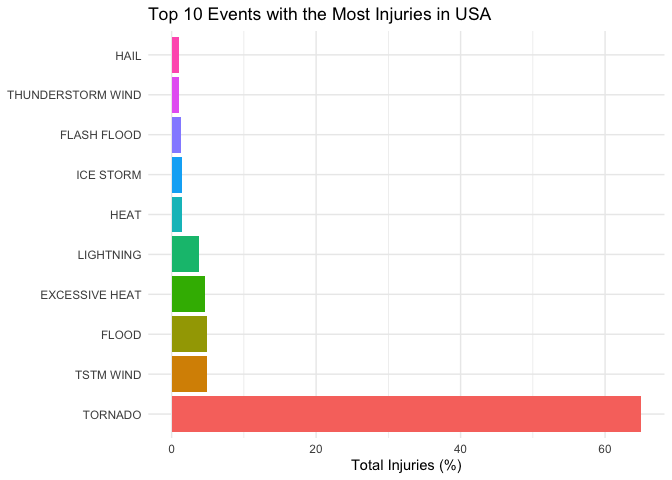 Top 10 Events with the Most Injuries in USA
HAIL
THUNDERSTORM WIND
FLASH FLOOD
ICE STORM
HEAT
LIGHTNING
EXCESSIVE HEAT
FLOOD
TSTM WIND
TORNADO
0 20 40 60
Total Injuries (%)